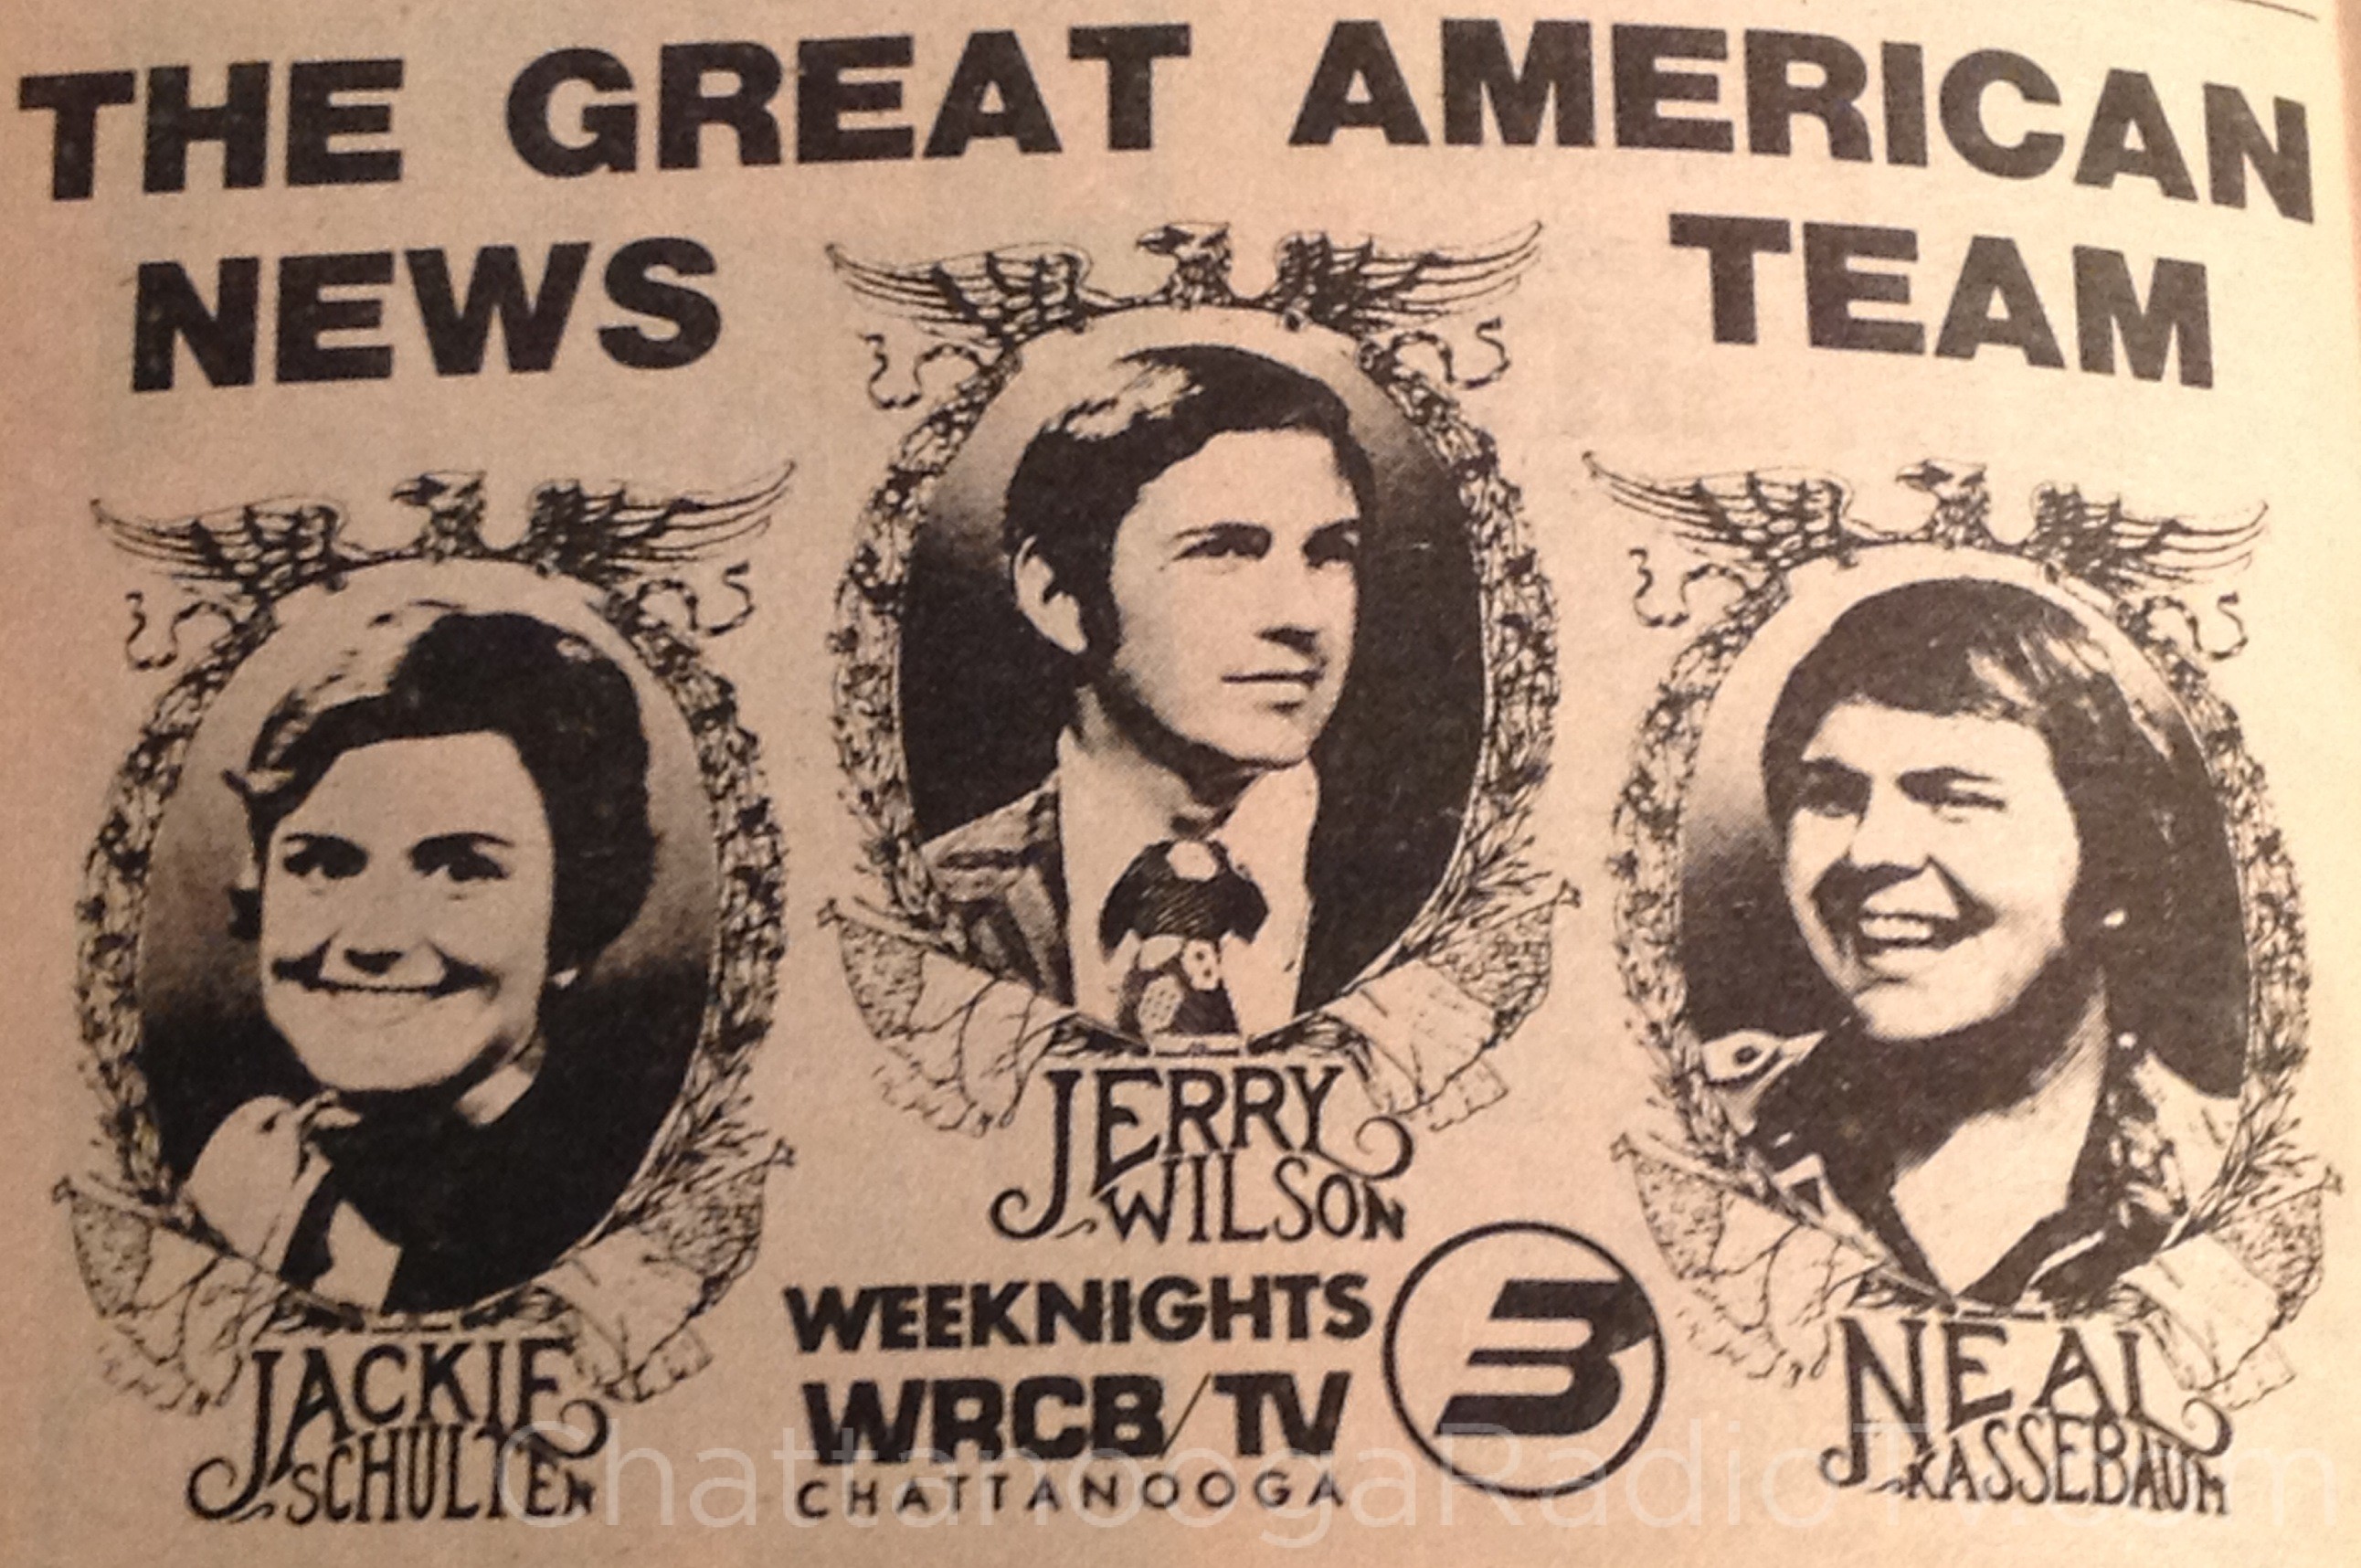 THE GREAT AMERICAN
NEWS TEAM
JERRY
WILSON
JACKIE
SCHULTEN
NEAL
KASSEBAUM
WEEKNIGHTS
WRCB/TV
CHATTANOOGA
3
ChattanoogaRadioTv.com